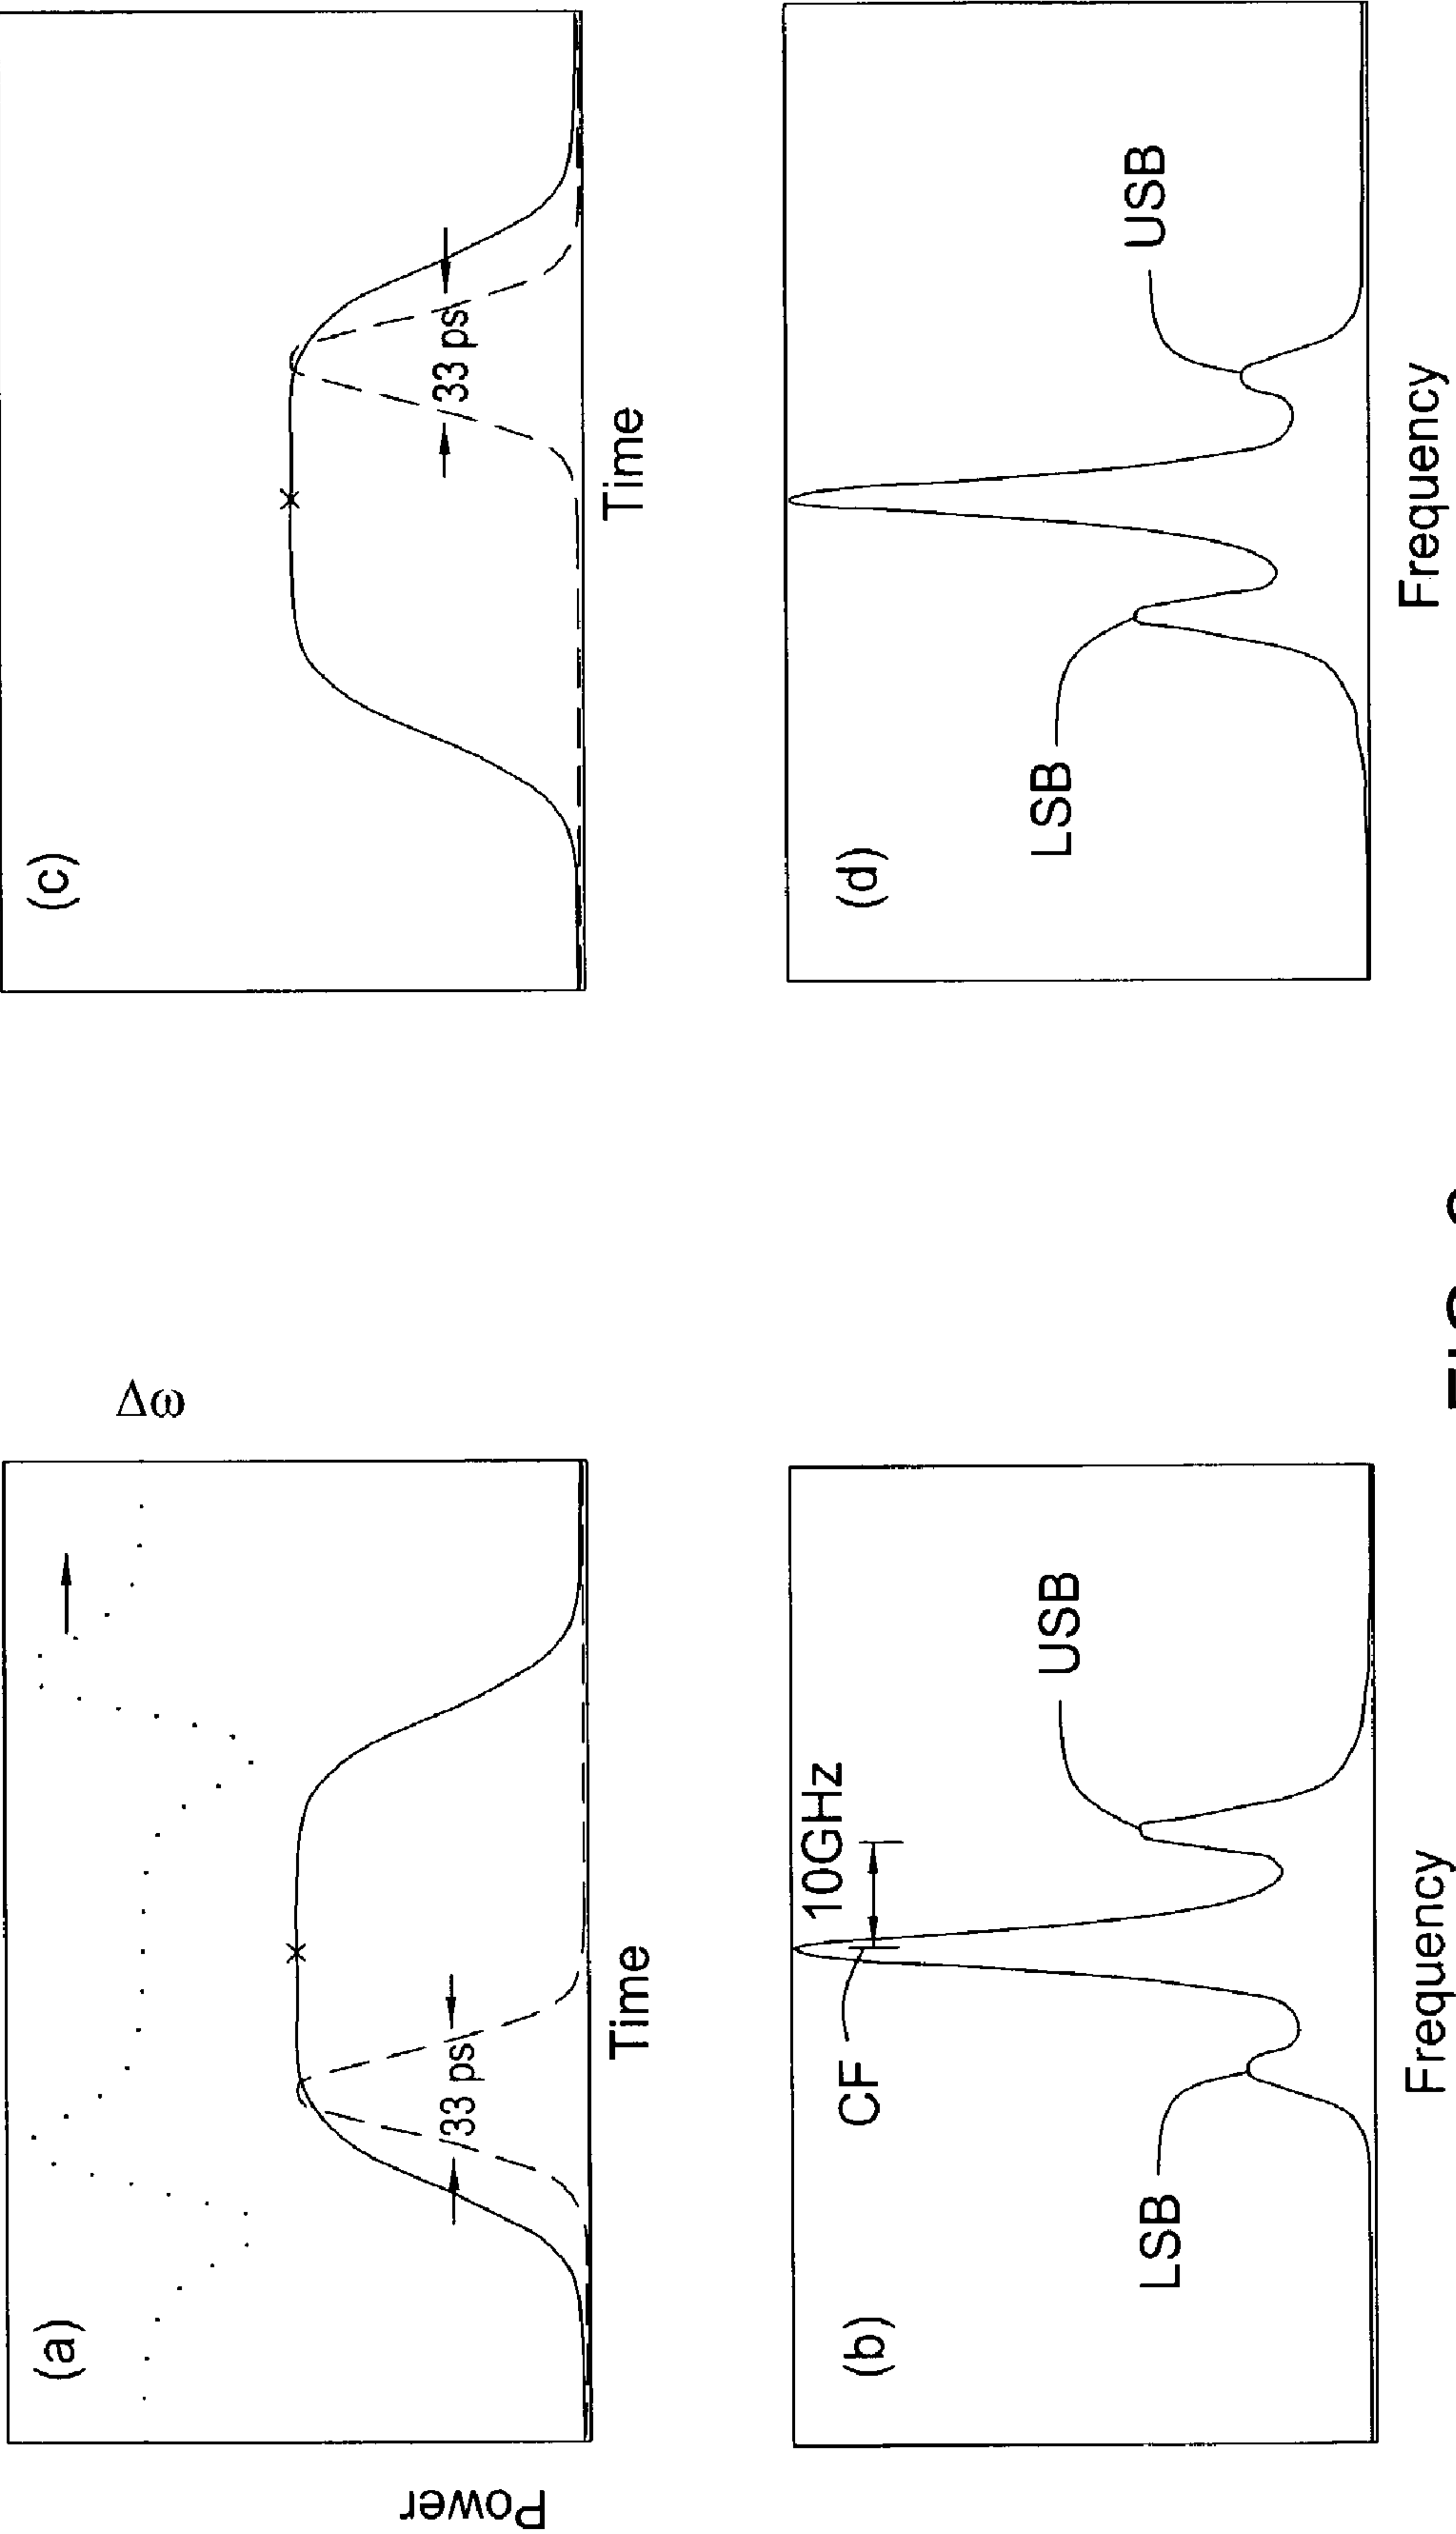 (a)
Δω
Power
33 ps
Time
(b)
CF
10GHz
LSB
USB
Frequency
(c)
33 ps
Time
(d)
LSB
USB
Frequency